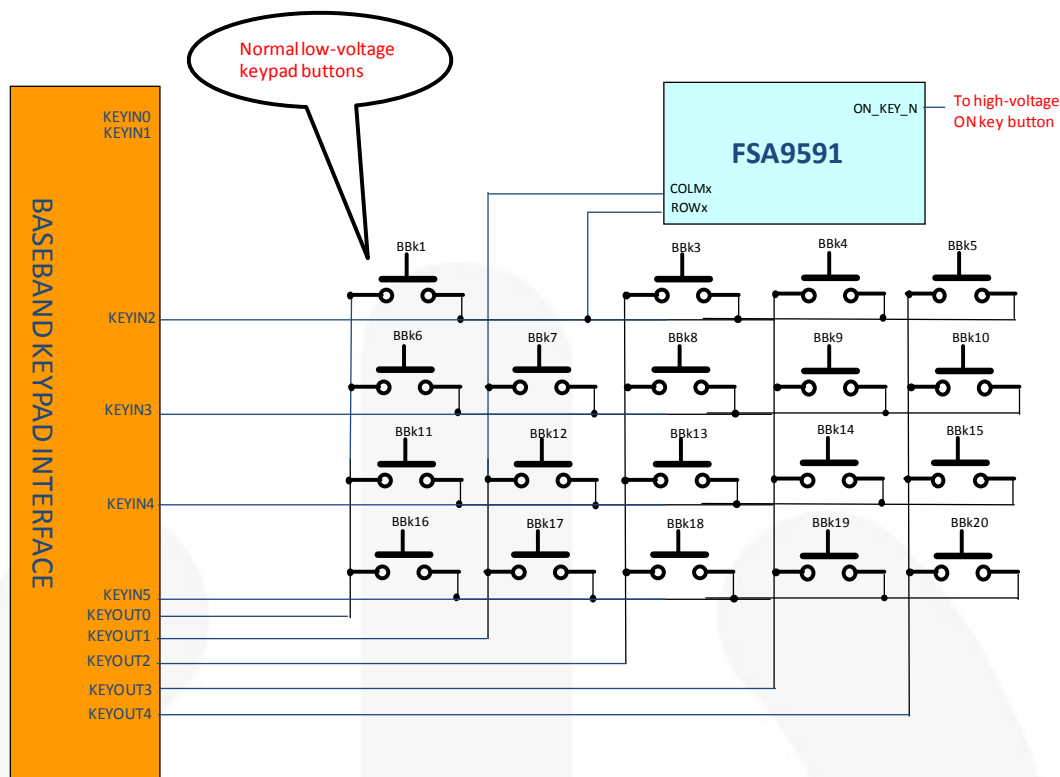 Normal low-voltage
keypad buttons
KEYIN0
KEYIN1
ON_KEY_N
To high-voltage
ON key button
FSA9591
COLMx
ROWx
BASEBAND KEYPAD INTERFACE
BBk1
BBk3
BBk4
BBk5
KEYIN2
BBk6
BBk7
BBk8
BBk9
BBk10
KEYIN3
BBk11
BBk12
BBk13
BBk14
BBk15
KEYIN4
BBk16
BBk17
BBk18
BBk19
BBk20
KEYIN5
KEYOUT0
KEYOUT1
KEYOUT2
KEYOUT3
KEYOUT4